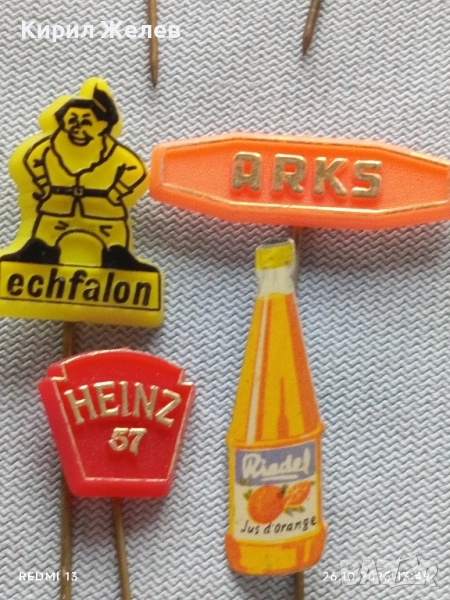 Кирил Желев
ARKS
echfalon
HEINZ
57
Riedel
Jus d'orange
REDMI 13